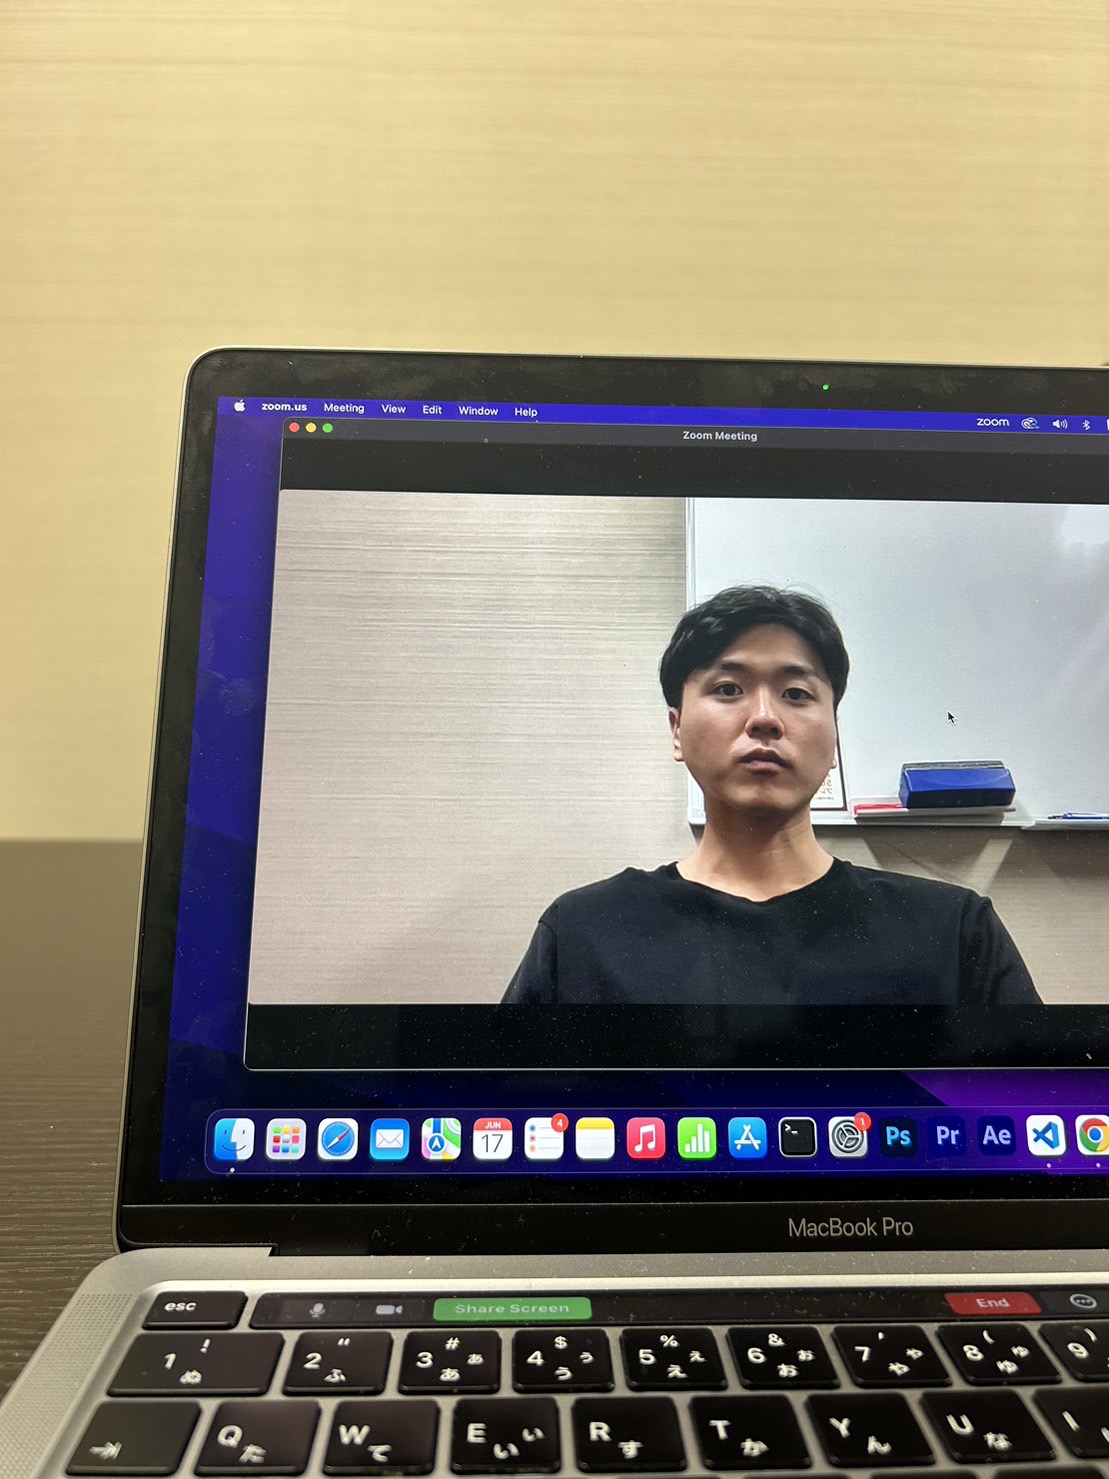 zoom.us Meeting View Edit Window Help zoom
Zoom Meeting
JUN
17
4
1
Ps Pr Ae
MacBook Pro
esc Share Screen End
! " # $ % & ' ( )
1 ぬ 2 ふ 3 ぁ あ 4 ぅ う 5 ぇ え 6 ぉ お 7 ゃ や 8 ゅ ゆ 9
Q た W て E ぃ い R す T か Y ん U な I